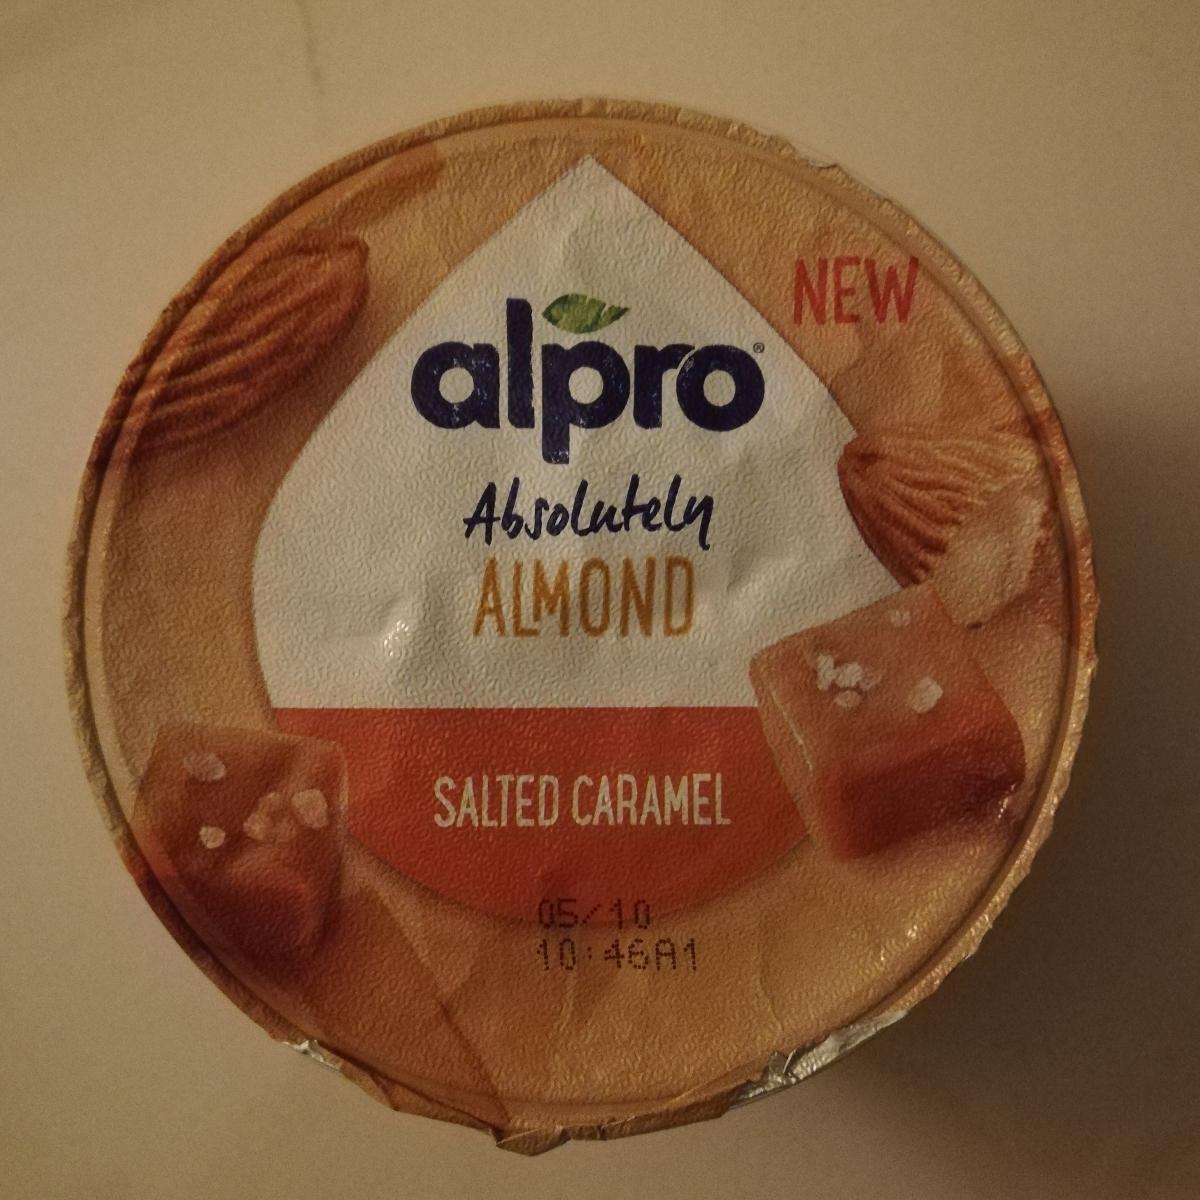 NEW
alpro®
Absolutely
ALMOND
SALTED CARAMEL
05/10
10:46A1